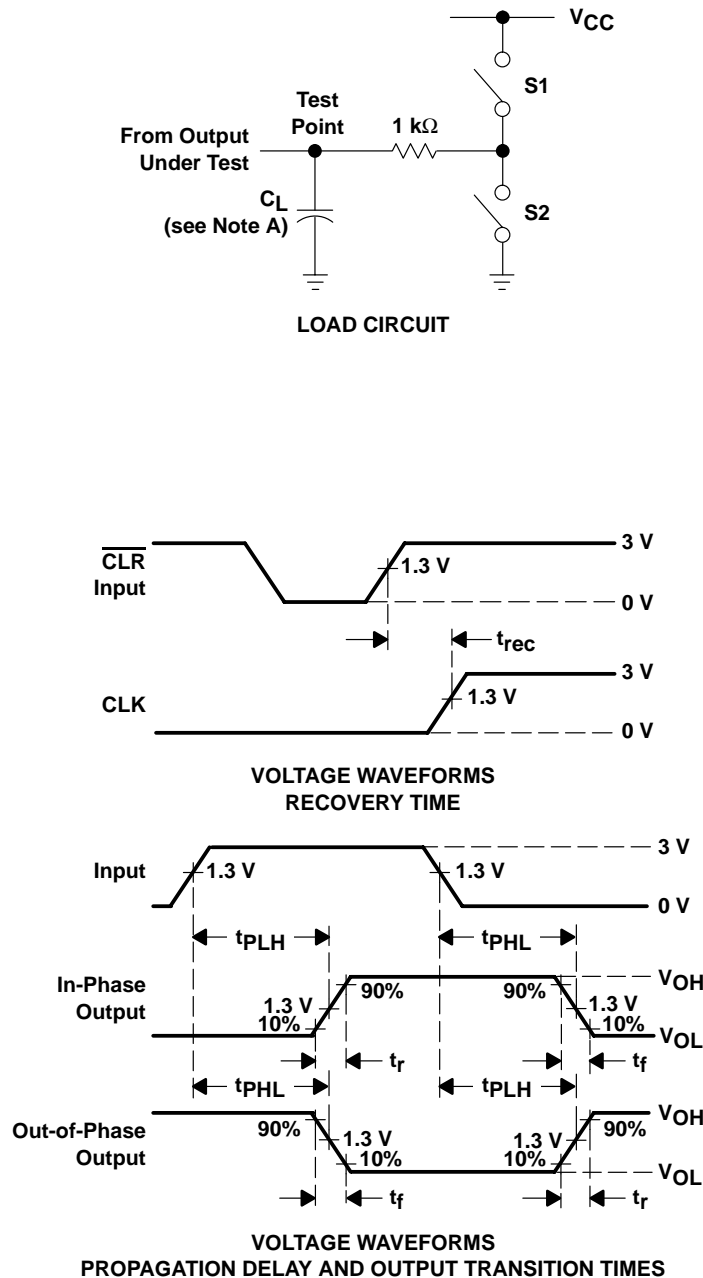 VCC
S1
Test
Point
1 kΩ
From Output
Under Test
CL
(see Note A)
S2
LOAD CIRCUIT
CLR
Input
3 V
1.3 V
0 V
trec
CLK
3 V
1.3 V
0 V
VOLTAGE WAVEFORMS
RECOVERY TIME
Input
1.3 V
1.3 V
3 V
0 V
tPLH
tPHL
In-Phase
Output
1.3 V
10%
90%
90%
1.3 V
10%
VOH
VOL
tr
tf
tPHL
tPLH
Out-of-Phase
Output
90%
1.3 V
10%
1.3 V
10%
90%
VOH
VOL
tf
tr
VOLTAGE WAVEFORMS
PROPAGATION DELAY AND OUTPUT TRANSITION TIMES